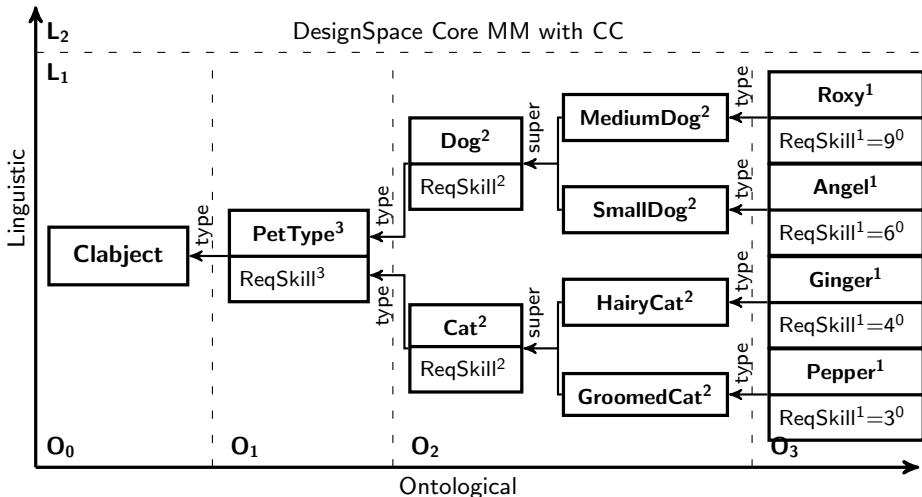 L₂
DesignSpace Core MM with CC
L₁
Linguistic
Clabject
type
PetType³
ReqSkill³
type
type
Dog²
ReqSkill²
super
Cat²
ReqSkill²
super
MediumDog²
type
SmallDog²
type
HairyCat²
type
GroomedCat²
type
Roxy¹
ReqSkill¹=9⁰
Angel¹
ReqSkill¹=6⁰
Ginger¹
ReqSkill¹=4⁰
Pepper¹
ReqSkill¹=3⁰
O₀
O₁
O₂
O₃
Ontological